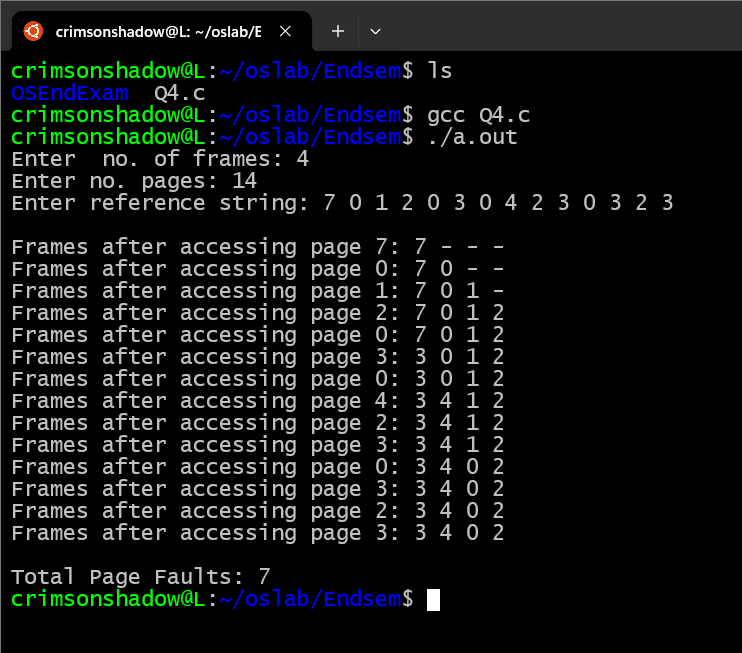 crimsonshadow@L: ~/oslab/E
crimsonshadow@L:~/oslab/Endsem$ ls
OSEndExam  Q4.c
crimsonshadow@L:~/oslab/Endsem$ gcc Q4.c
crimsonshadow@L:~/oslab/Endsem$ ./a.out
Enter  no. of frames: 4
Enter no. pages: 14
Enter reference string: 7 0 1 2 0 3 0 4 2 3 0 3 2 3
Frames after accessing page 7: 7 - - -
Frames after accessing page 0: 7 0 - -
Frames after accessing page 1: 7 0 1 -
Frames after accessing page 2: 7 0 1 2
Frames after accessing page 0: 7 0 1 2
Frames after accessing page 3: 3 0 1 2
Frames after accessing page 0: 3 0 1 2
Frames after accessing page 4: 3 4 1 2
Frames after accessing page 2: 3 4 1 2
Frames after accessing page 3: 3 4 1 2
Frames after accessing page 0: 3 4 0 2
Frames after accessing page 3: 3 4 0 2
Frames after accessing page 2: 3 4 0 2
Frames after accessing page 3: 3 4 0 2
Total Page Faults: 7
crimsonshadow@L:~/oslab/Endsem$